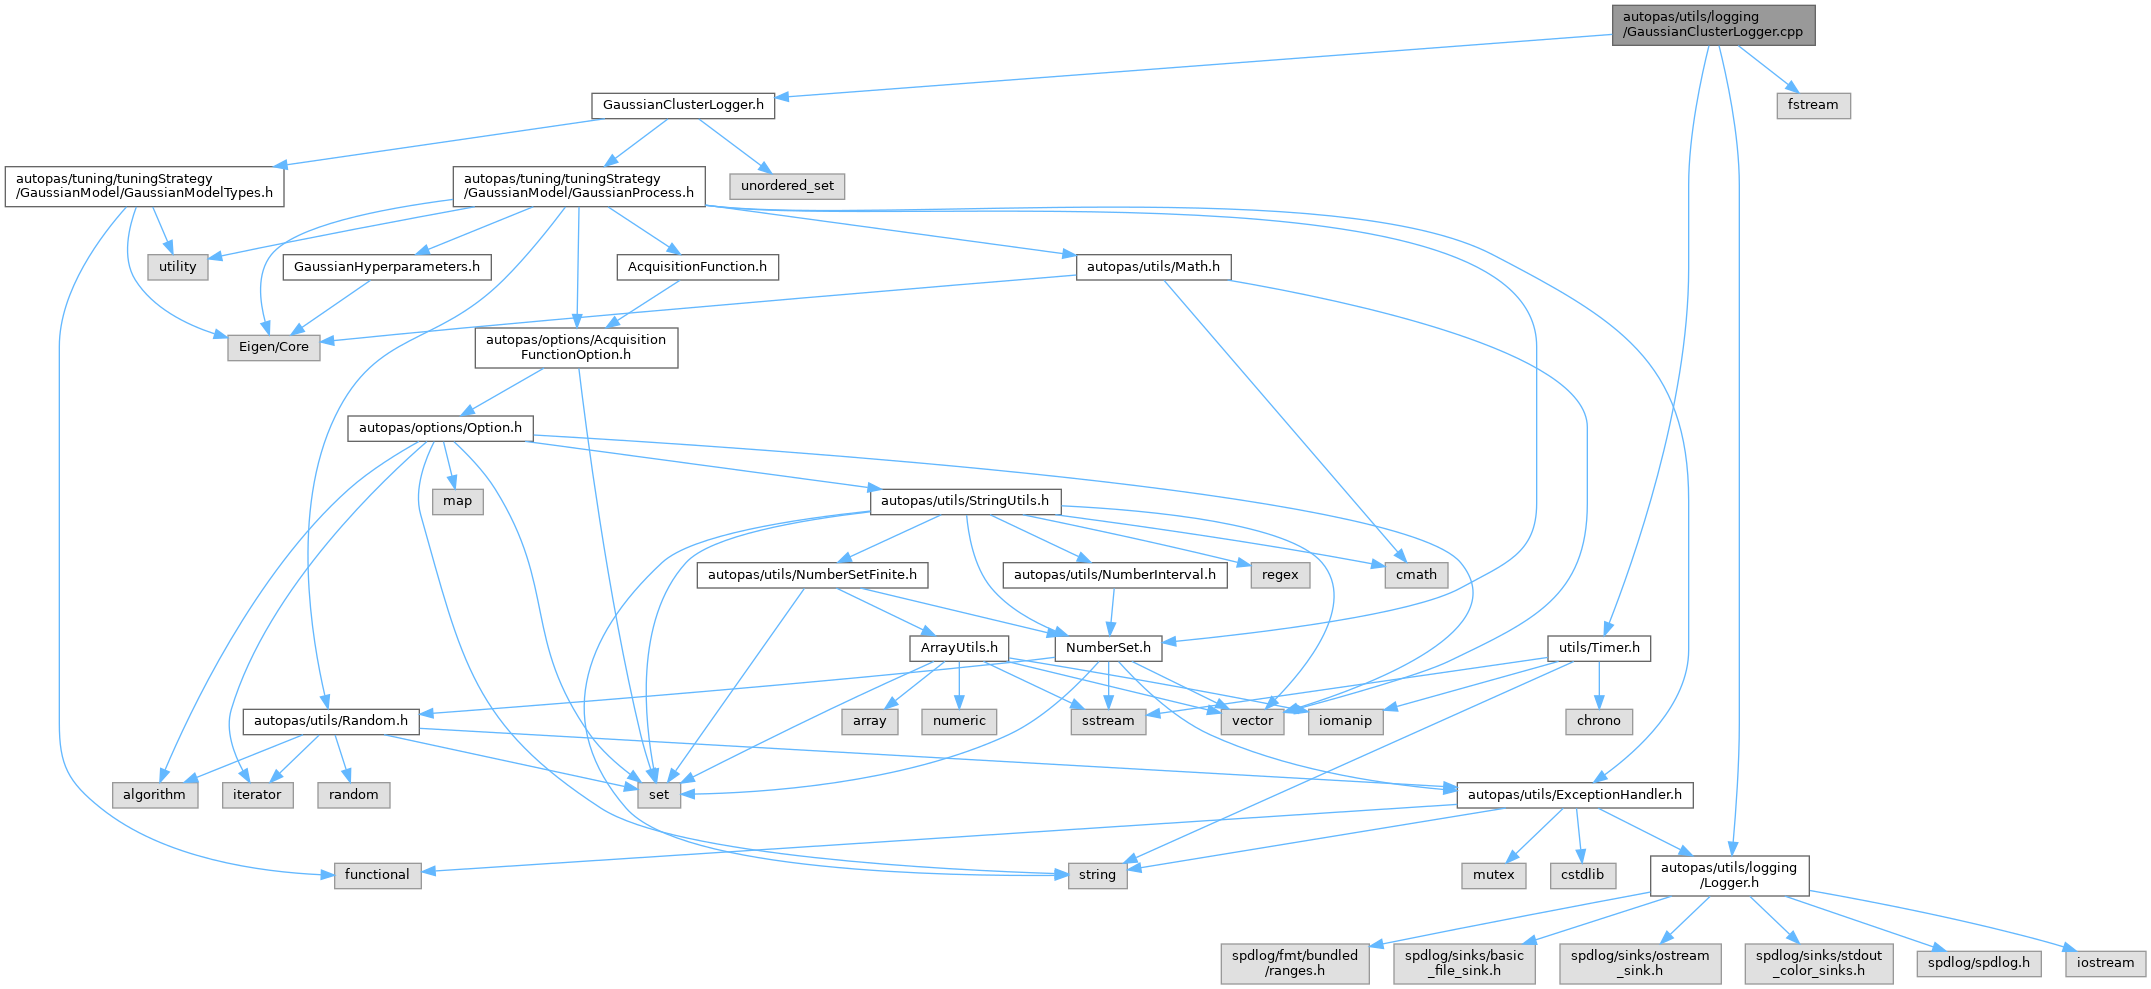 autopas/utils/logging
/GaussianClusterLogger.cpp
GaussianClusterLogger.h
fstream
autopas/tuning/tuningStrategy
/GaussianModel/GaussianModelTypes.h
autopas/tuning/tuningStrategy
/GaussianModel/GaussianProcess.h
unordered_set
utility
GaussianHyperparameters.h
AcquisitionFunction.h
autopas/utils/Math.h
Eigen/Core
autopas/options/Acquisition
FunctionOption.h
autopas/options/Option.h
map
autopas/utils/StringUtils.h
autopas/utils/NumberSetFinite.h
autopas/utils/NumberInterval.h
regex
cmath
ArrayUtils.h
NumberSet.h
utils/Timer.h
autopas/utils/Random.h
array
numeric
sstream
vector
iomanip
chrono
algorithm
iterator
random
set
autopas/utils/ExceptionHandler.h
functional
string
mutex
cstdlib
autopas/utils/logging
/Logger.h
spdlog/fmt/bundled
/ranges.h
spdlog/sinks/basic
_file_sink.h
spdlog/sinks/ostream
_sink.h
spdlog/sinks/stdout
_color_sinks.h
spdlog/spdlog.h
iostream